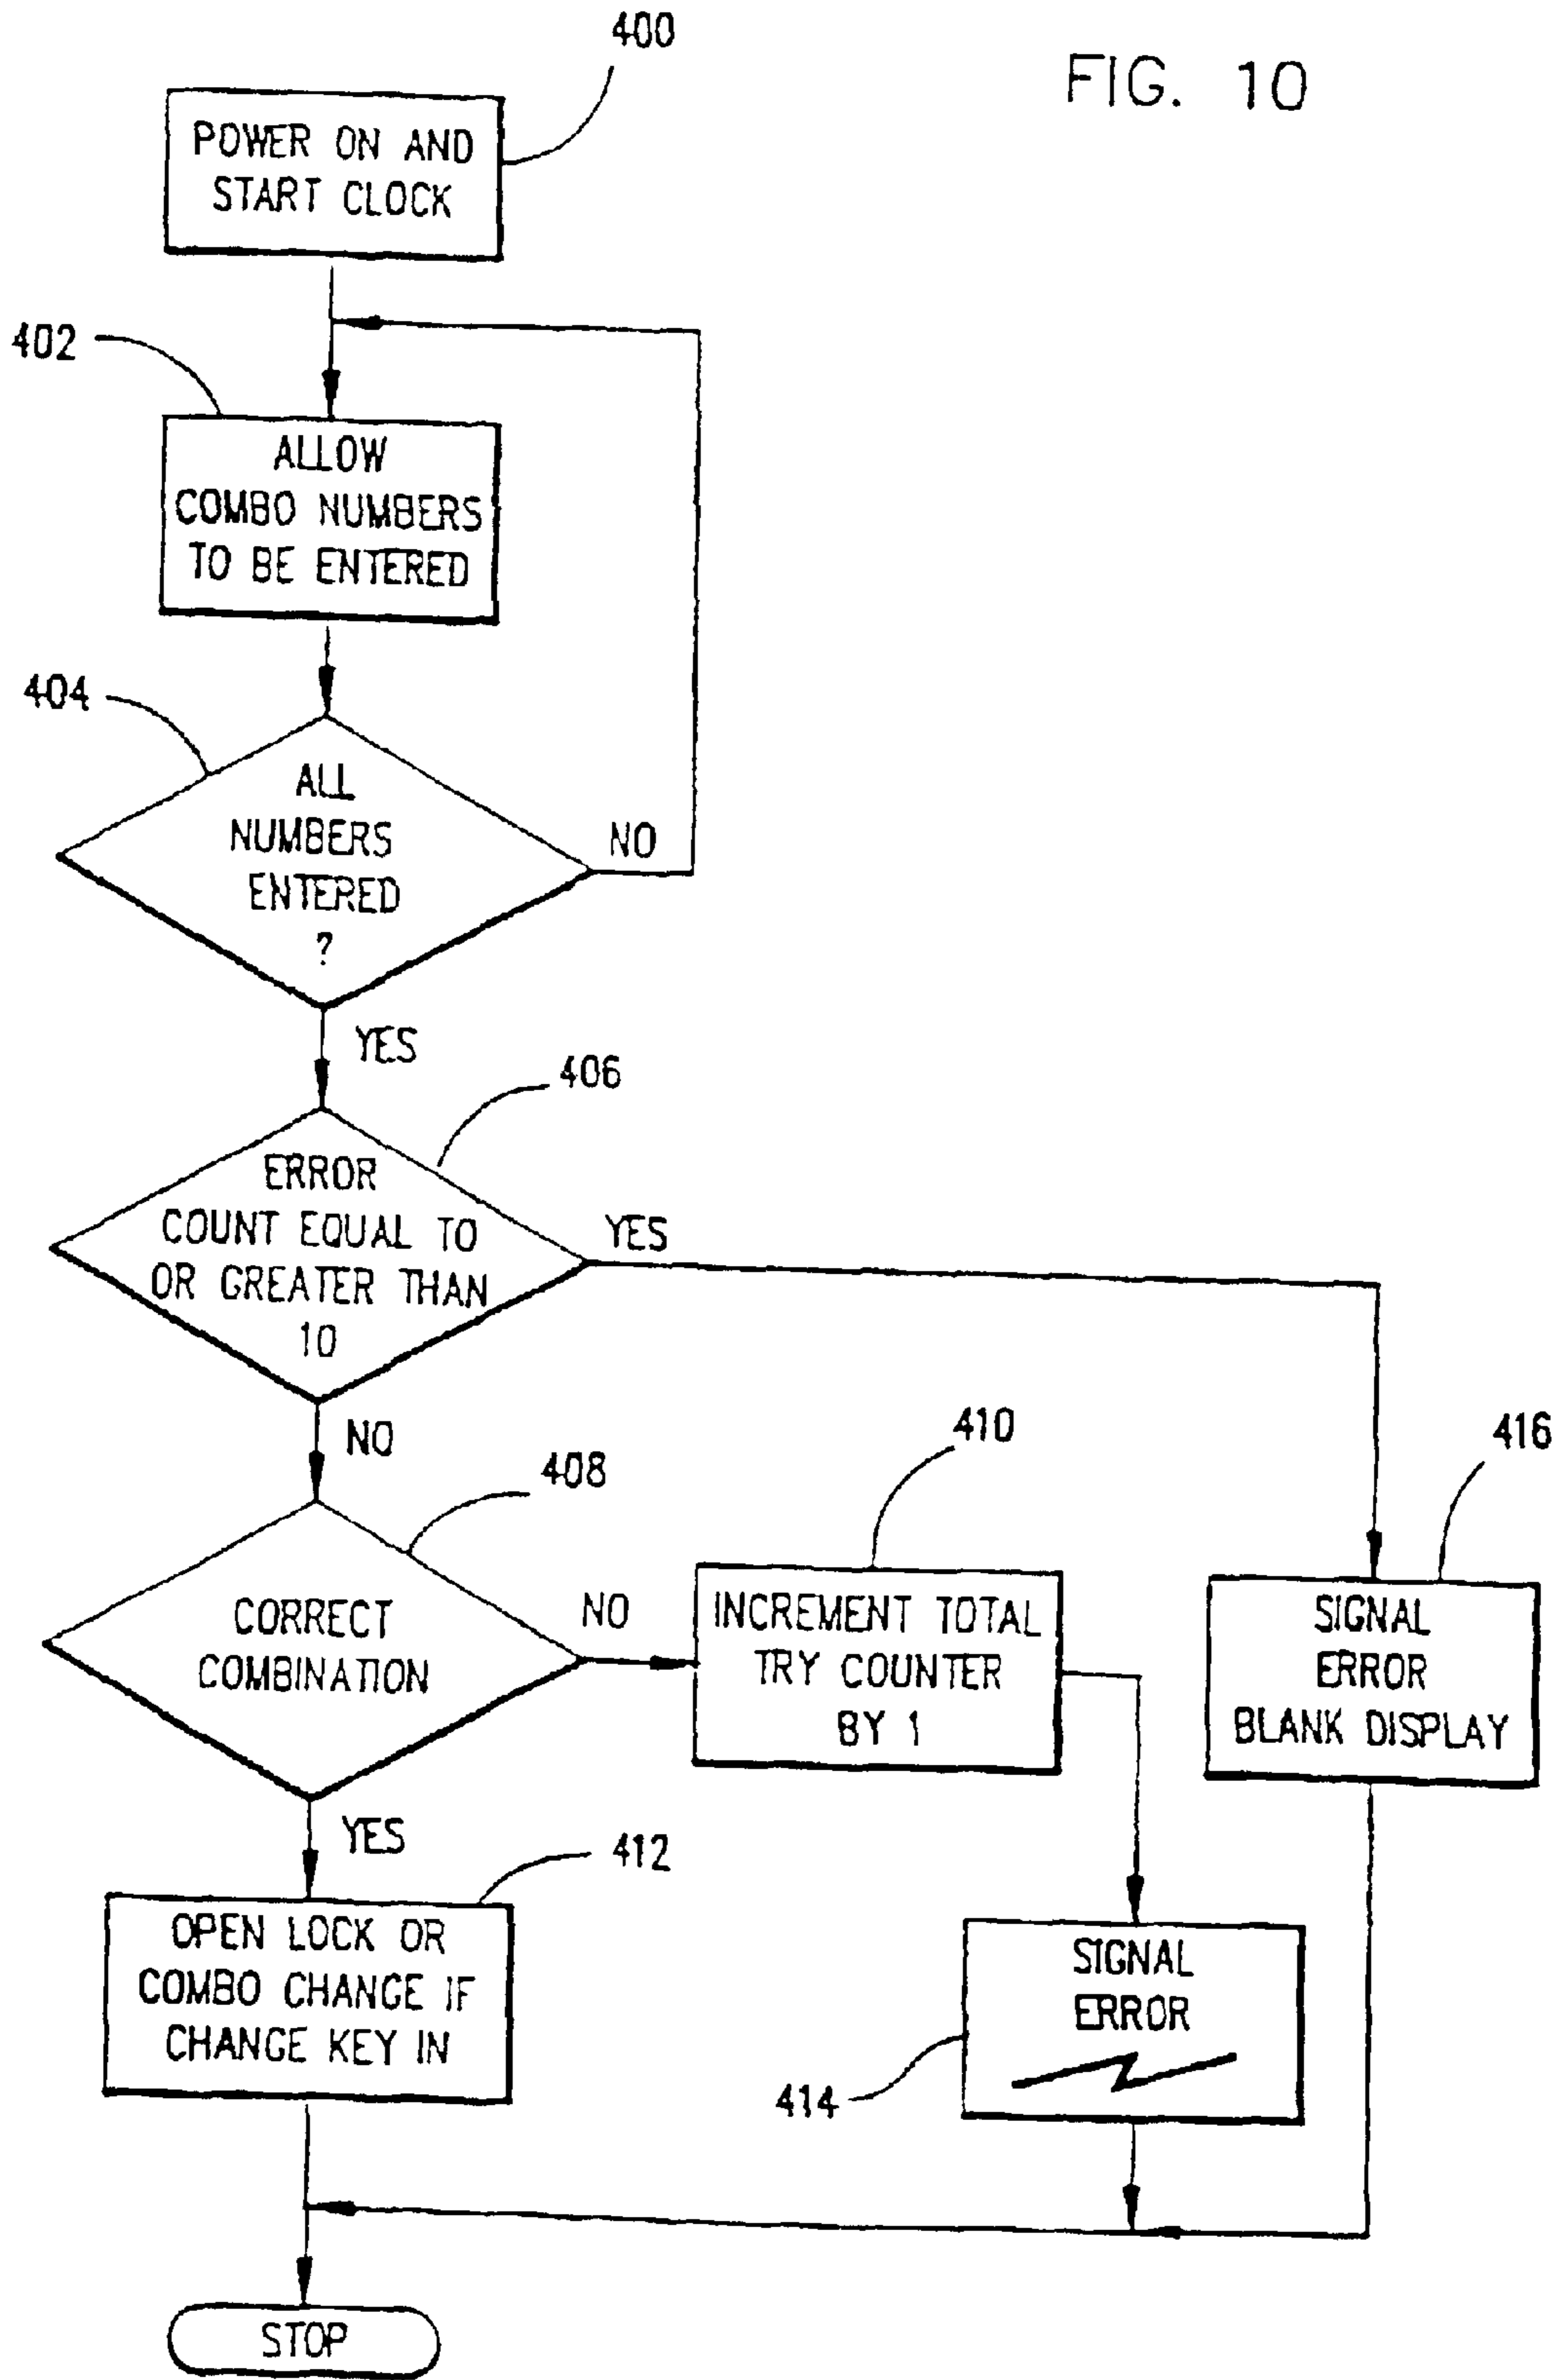 FIG. 10
400
POWER ON AND
START CLOCK
402
ALLOW
COMBO NUMBERS
TO BE ENTERED
404
ALL
NUMBERS
ENTERED
?
NO
YES
406
ERROR
COUNT EQUAL TO
OR GREATER THAN
10
YES
NO
408
CORRECT
COMBINATION
NO
410
INCREMENT TOTAL
TRY COUNTER
BY 1
416
SIGNAL
ERROR
BLANK DISPLAY
YES
412
OPEN LOCK OR
COMBO CHANGE IF
CHANGE KEY IN
414
SIGNAL
ERROR
STOP